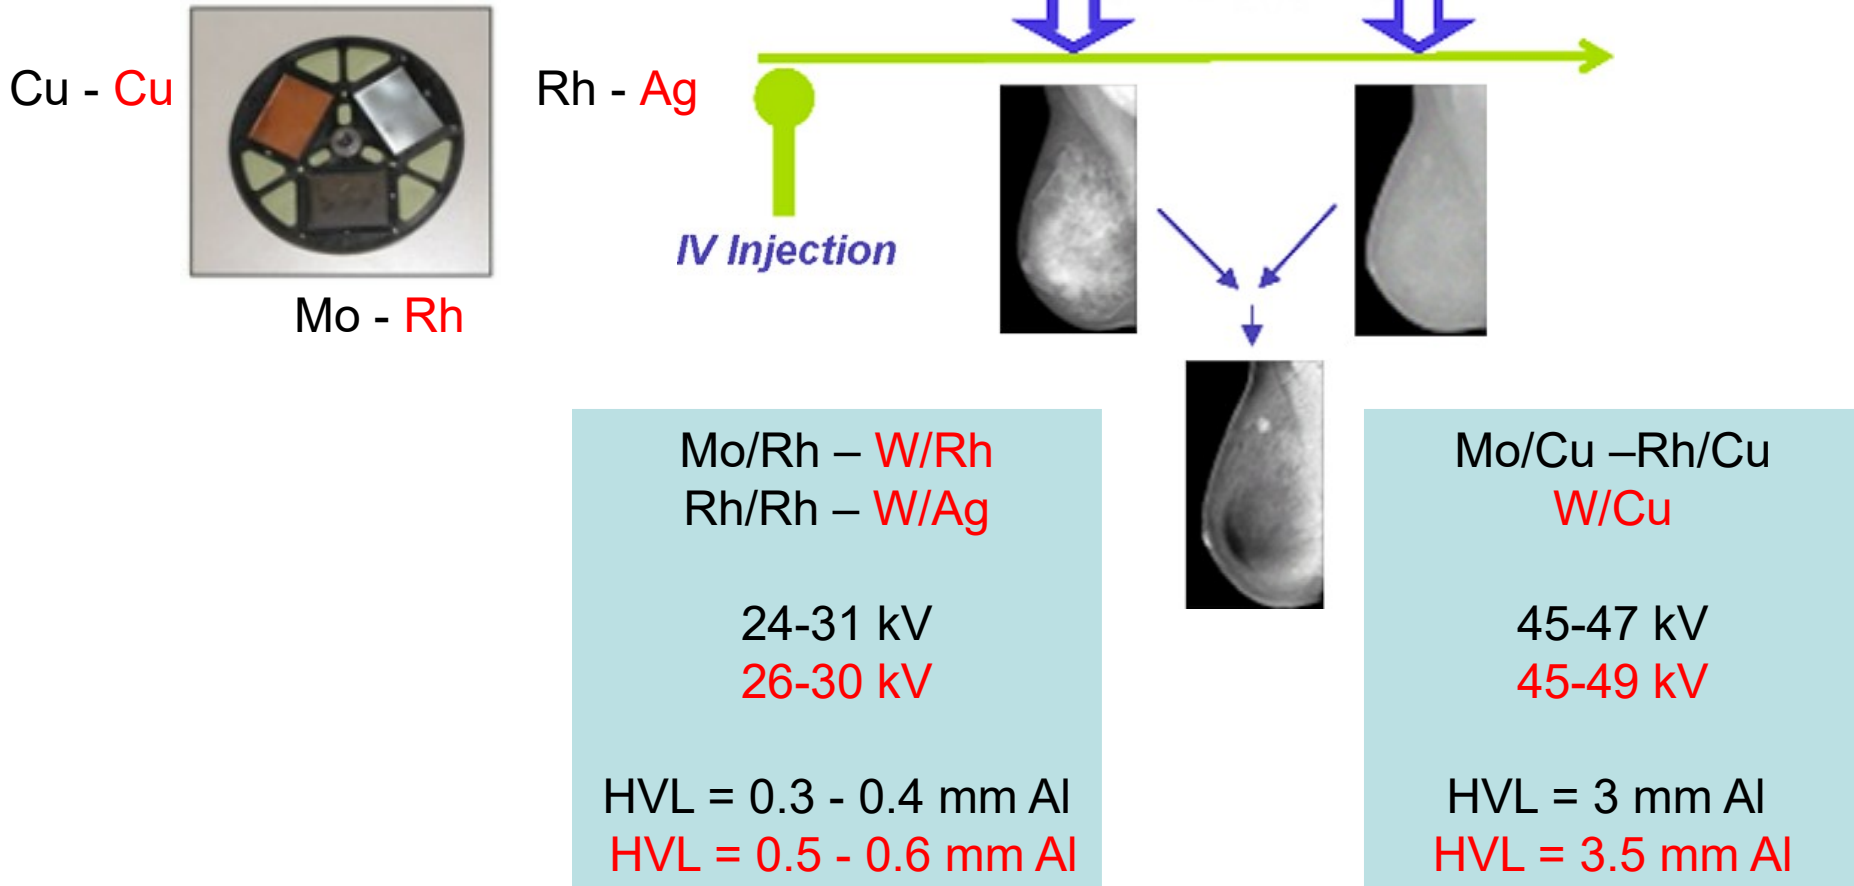 Cu - Cu
Rh - Ag
IV Injection
Mo - Rh
Mo/Rh – W/Rh
Rh/Rh – W/Ag
24-31 kV
26-30 kV
HVL = 0.3 - 0.4 mm Al
HVL = 0.5 - 0.6 mm Al
Mo/Cu –Rh/Cu
W/Cu
45-47 kV
45-49 kV
HVL = 3 mm Al
HVL = 3.5 mm Al